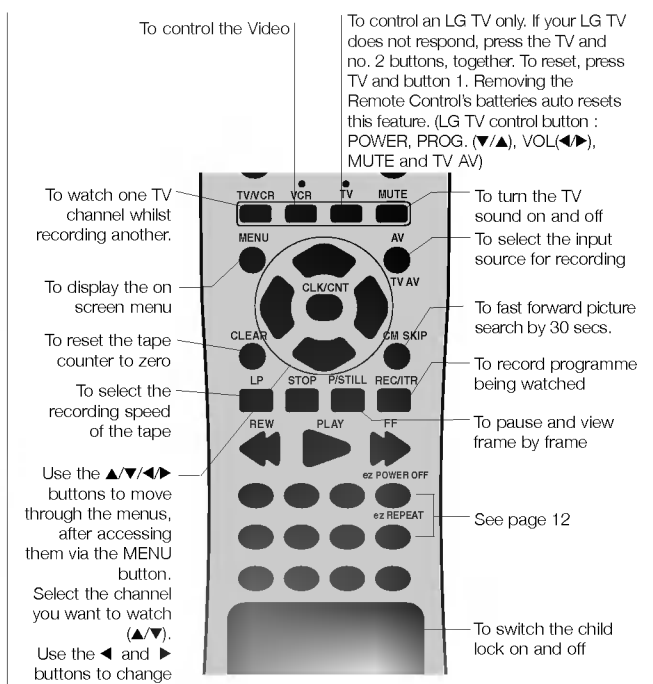 To control the Video
To control an LG TV only. If your LG TV
does not respond, press the TV and
no. 2 buttons, together. To reset, press
TV and button 1. Removing the
Remote Control's batteries auto resets
this feature. (LG TV control button :
POWER, PROG. (▼/▲), VOL(◀/▶),
MUTE and TV AV)
TV/VCR VCR TV MUTE
To watch one TV
channel whilst
recording another.
To turn the TV
sound on and off
MENU AV
To select the input
source for recording
TV AV
CLK/CNT
To display the on
screen menu
To fast forward picture
search by 30 secs.
CLEAR CM SKIP
To reset the tape
counter to zero
To record programme
being watched
LP STOP P/STILL REC/ITR
To select the
recording speed
of the tape
To pause and view
frame by frame
REW PLAY FF
Use the ▲/▼/◀/▶
buttons to move
through the menus,
after accessing
them via the MENU
button.
Select the channel
you want to watch
(▲/▼).
Use the ◀ and ▶
buttons to change
ez POWER OFF
ez REPEAT
See page 12
To switch the child
lock on and off